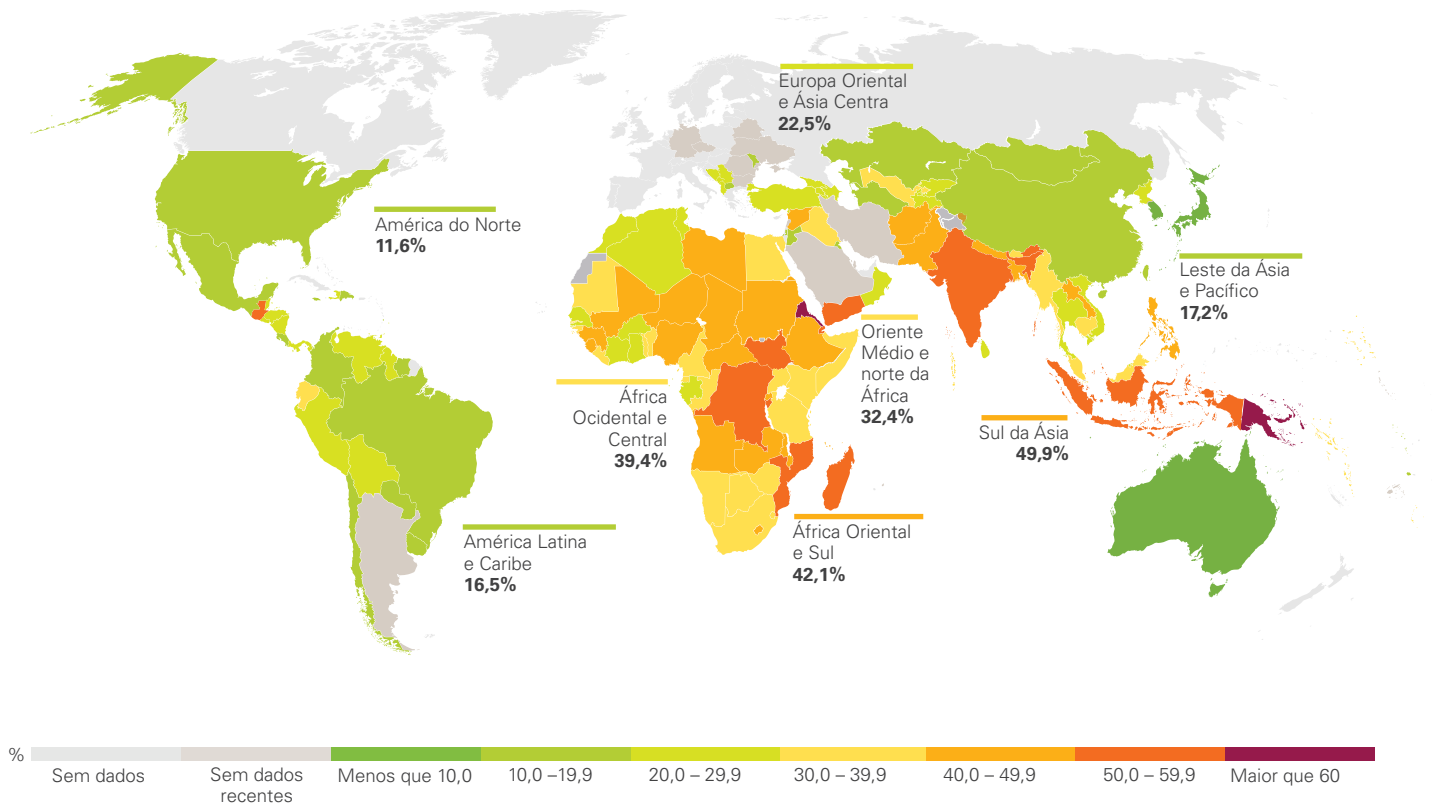 Europa Oriental
e Ásia Centra
22,5%
América do Norte
11,6%
Leste da Ásia
e Pacífico
17,2%
Oriente
Médio e
norte da
África
32,4%
África
Ocidental e
Central
39,4%
Sul da Ásia
49,9%
América Latina
e Caribe
16,5%
África Oriental
e Sul
42,1%
%
Sem dados
Sem dados
recentes
Menos que 10,0
10,0 –19,9
20,0 – 29,9
30,0 – 39,9
40,0 – 49,9
50,0 – 59,9
Maior que 60